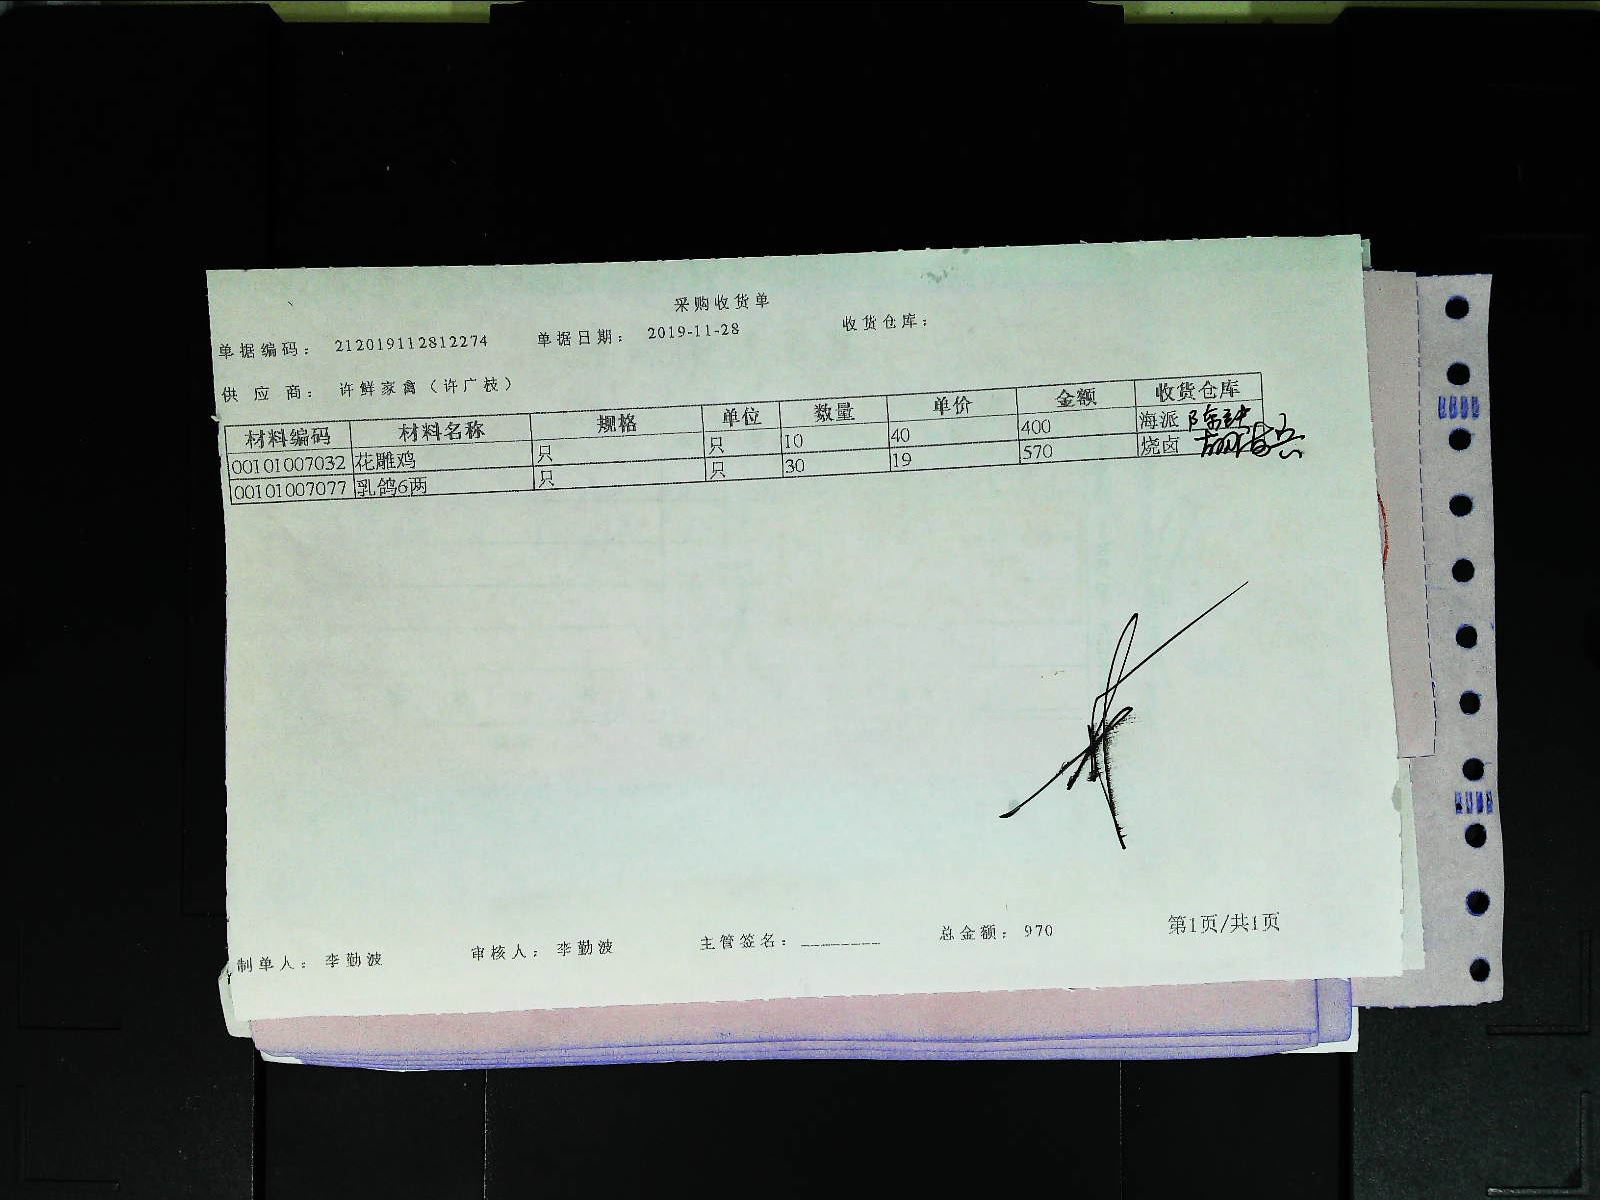 采购收货单
单据编码： 212019112812274 单据日期： 2019-11-28 收货仓库：
供 应 商： 许鲜家禽（许广枝）
材料编码 材料名称 规格 单位 数量 单价 金额 收货仓库
00101007032 花雕鸡 只 只 10 40 400 海派
00101007077 乳鸽6两 只 只 30 19 570 烧卤
制单人： 李勤波 审核人： 李勤波 主管签名：________ 总金额： 970 第1页/共1页